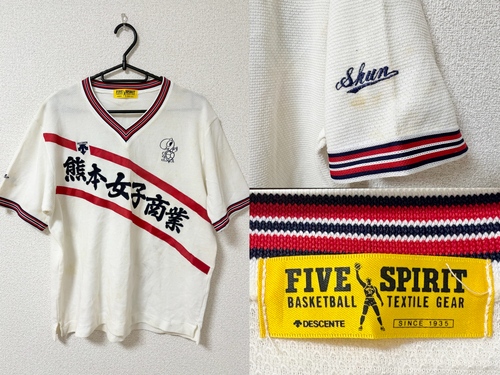 熊本女子商業
Shun
FIVE SPIRIT
BASKETBALL TEXTILE GEAR
DESCENTE
SINCE 1935